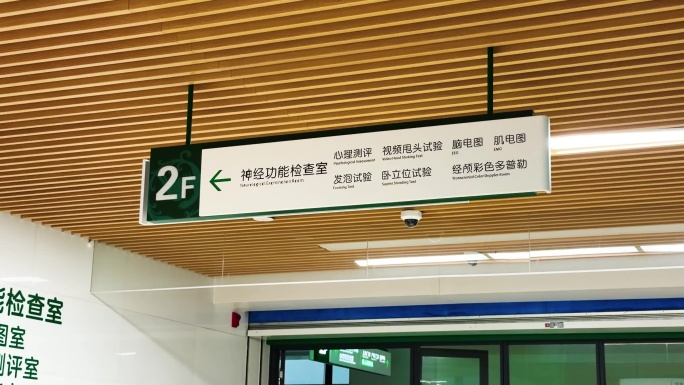 2F
神经功能检查室
Neurological Examination Room
心理测评 视频甩头试验 脑电图 肌电图
Psychological Assessment Video Head Shaking Test EEG EMG
发泡试验 卧立位试验 经颅彩色多普勒
Foaming Test Supine Standing Test Transcranial Color Doppler Room
能检查室
图室
测评室